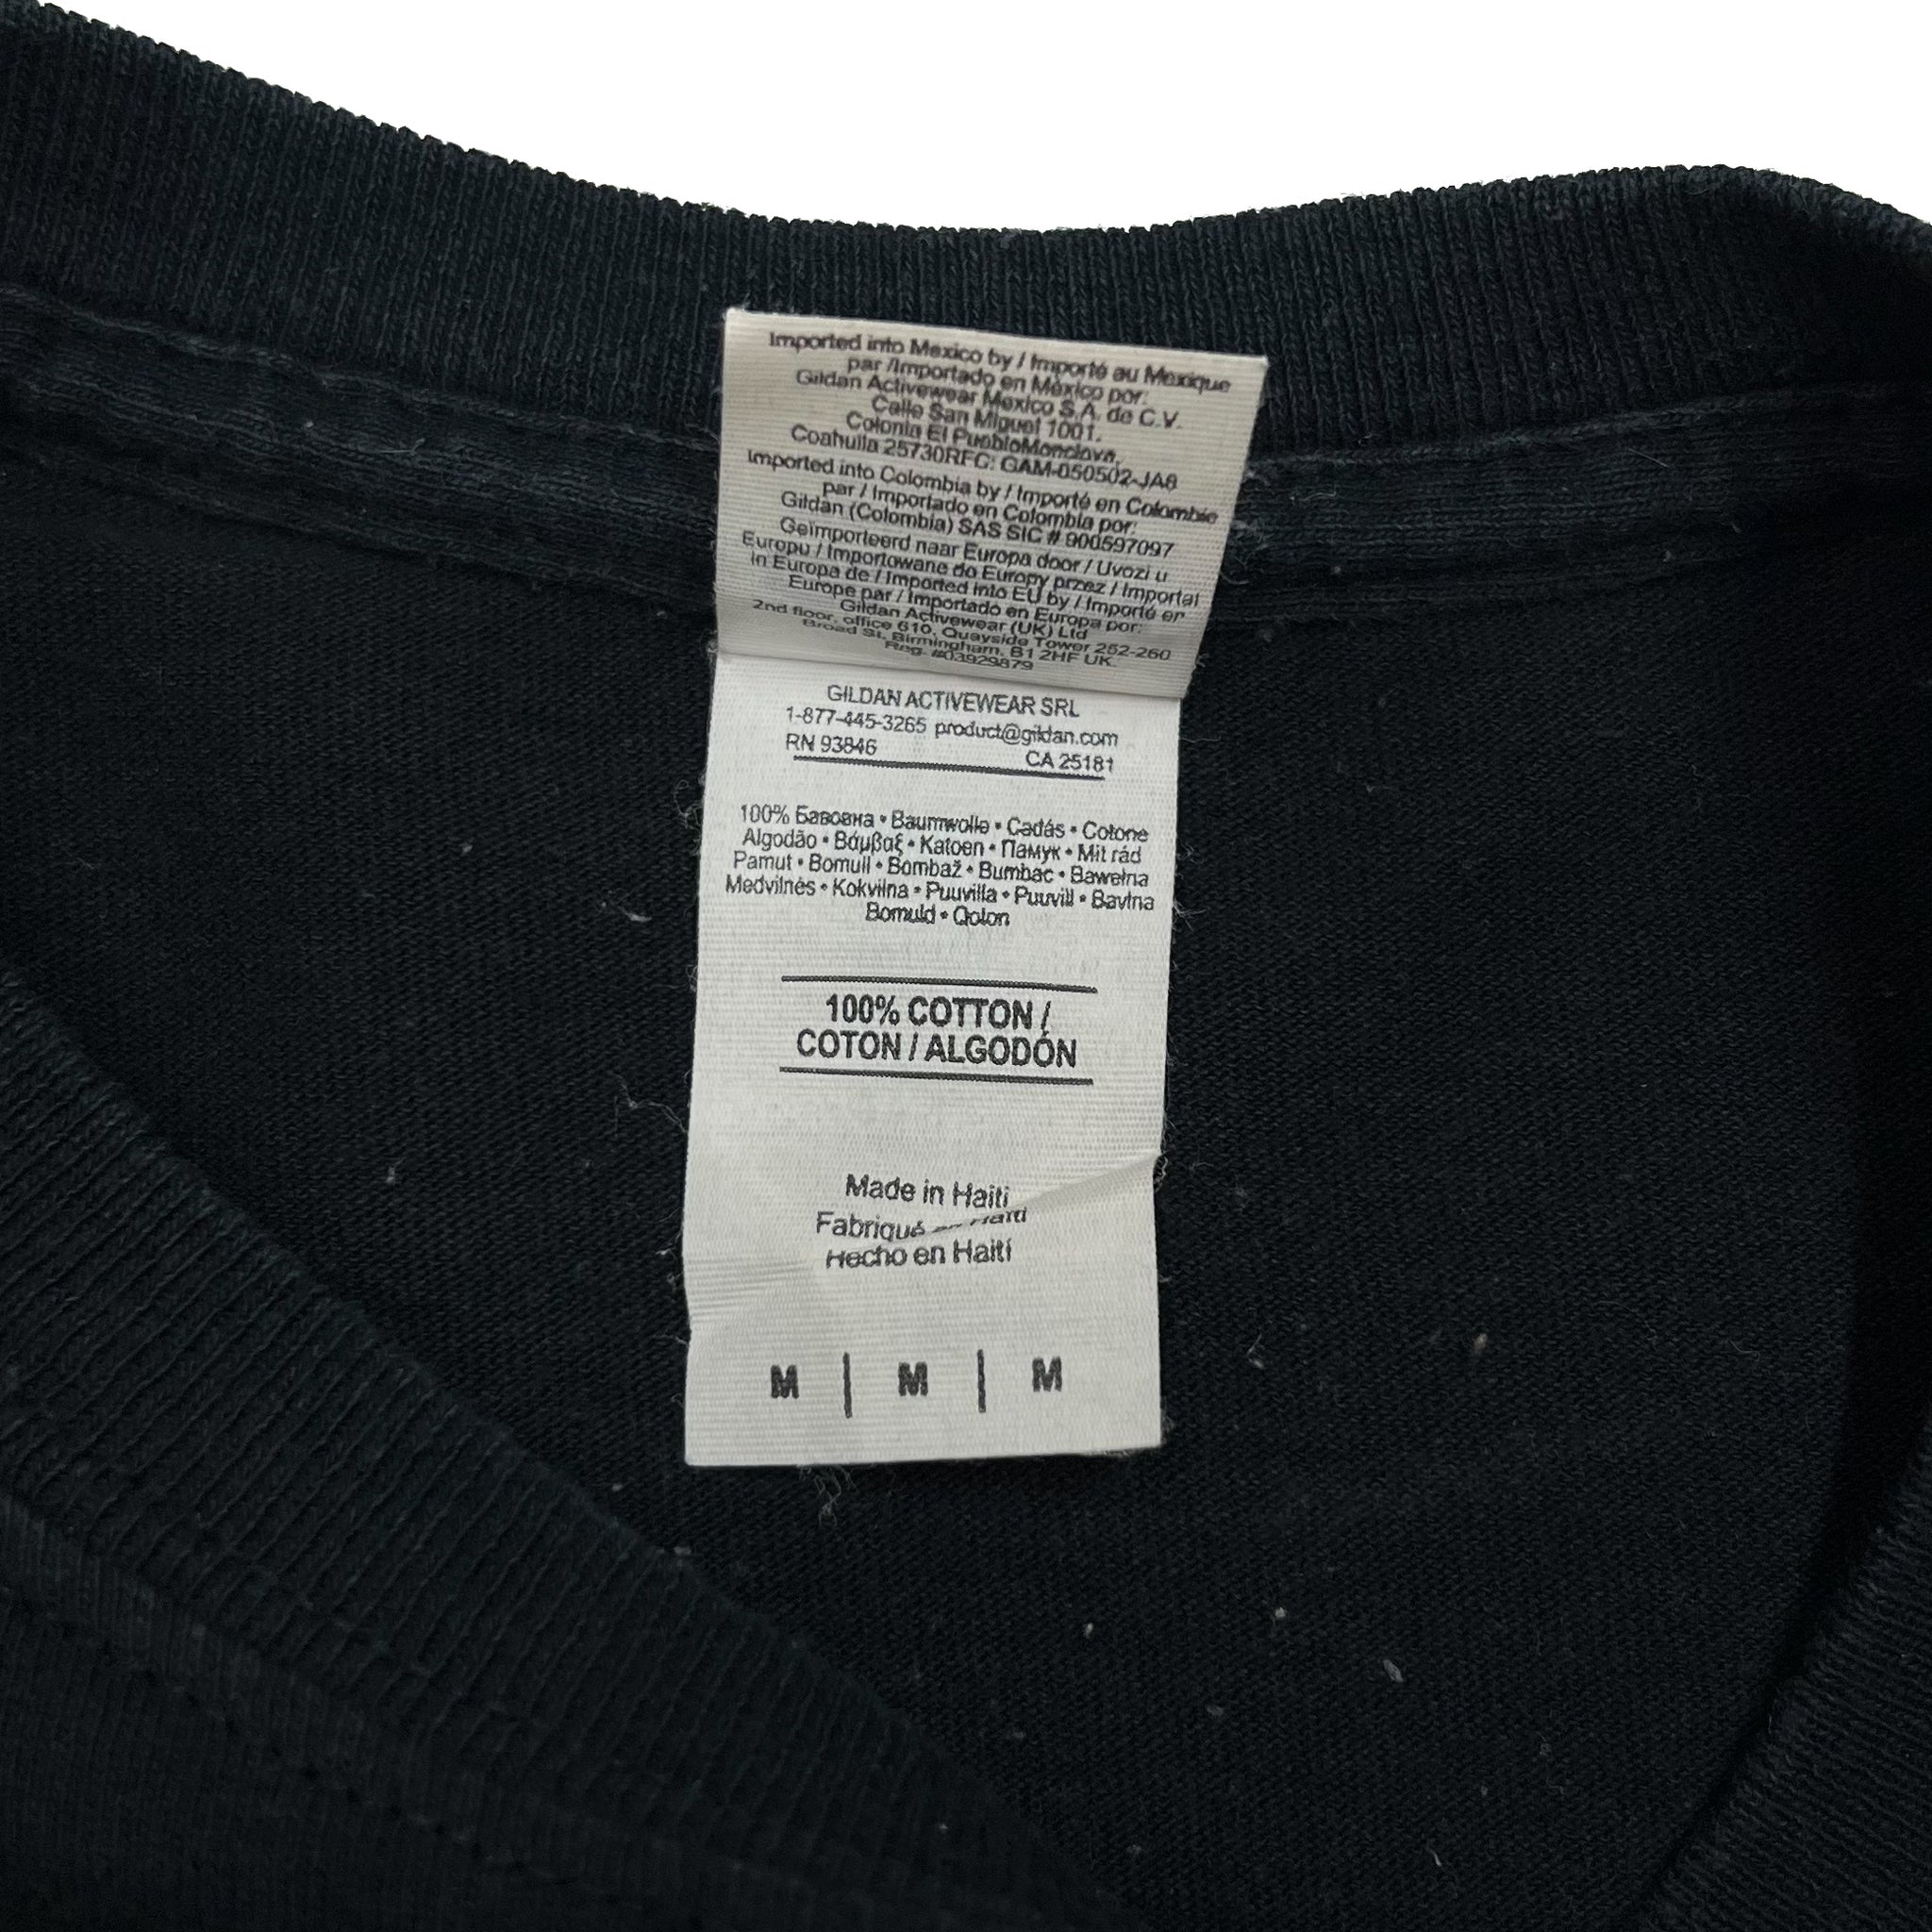 Imported into Mexico by / Importé au Mexique
par /Importado en México por:
Gildan Activewear Mexico S.A. de C.V.
Calle San Miguel 1001,
Colonia El PuebloMonclova,
Coahuila 25730RFC: GAM-050502-JA8
Imported into Colombia by / Importé en Colombie
par / Importado en Colombia por:
Gildan (Colombia) SAS SIC # 900597097
Geïmporteerd naar Europa door / Uvozi u
Europu / Importowane do Europy przez / Importat
in Europa de / Imported into EU by / Importé en
Europe par / Importado en Europa por:
Gildan Activewear (UK) Ltd
2nd floor, office 610, Quayside Tower 252-260
Broad St, Birmingham, B1 2HF UK.
Reg. #03929879
GILDAN ACTIVEWEAR SRL
1-877-445-3265 product@gildan.com
RN 93846 CA 25181
100% Бавовна • Baumwolle • Cadás • Cotone
Algodão • Βάμβαξ • Katoen • Памук • Mit rád
Pamut • Bomull • Bombaž • Bumbac • Bawełna
Medvilnės • Kokvilna • Puuvilla • Puuvill • Bavlna
Bomuld • Qoton
100% COTTON /
COTON / ALGODÓN
Made in Haiti
Fabriqué en Haïti
Hecho en Haití
M | M | M